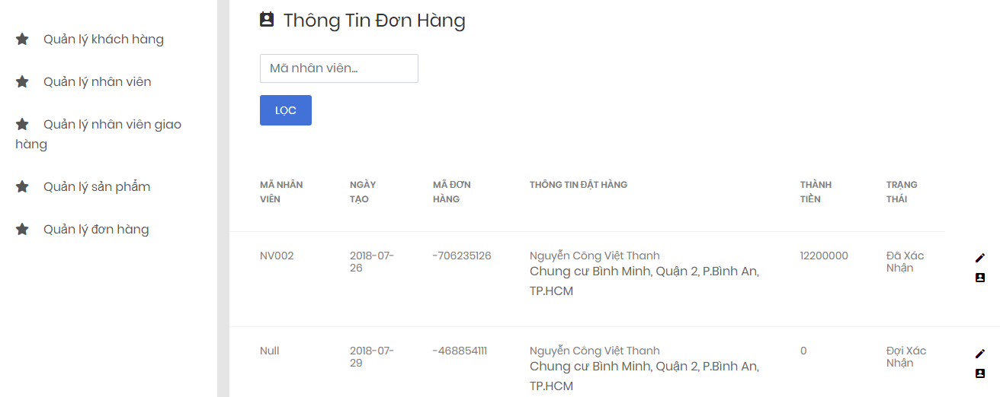 Quản lý khách hàng
Quản lý nhân viên
Quản lý nhân viên giao
hàng
Quản lý sản phẩm
Quản lý đơn hàng
Thông Tin Đơn Hàng
Mã nhân viên...
LỌC
MÃ NHÂN VIÊN NGÀY TẠO MÃ ĐƠN HÀNG THÔNG TIN ĐẶT HÀNG THÀNH TIỀN TRẠNG THÁI
NV002 2018-07-26 -706235126 Nguyễn Công Việt Thanh 12200000 Đã Xác Nhận
Chung cư Bình Minh, Quận 2, P.Bình An,
TP.HCM
Null 2018-07-29 -468854111 Nguyễn Công Việt Thanh 0 Đợi Xác Nhận
Chung cư Bình Minh, Quận 2, P.Bình An,
TP.HCM